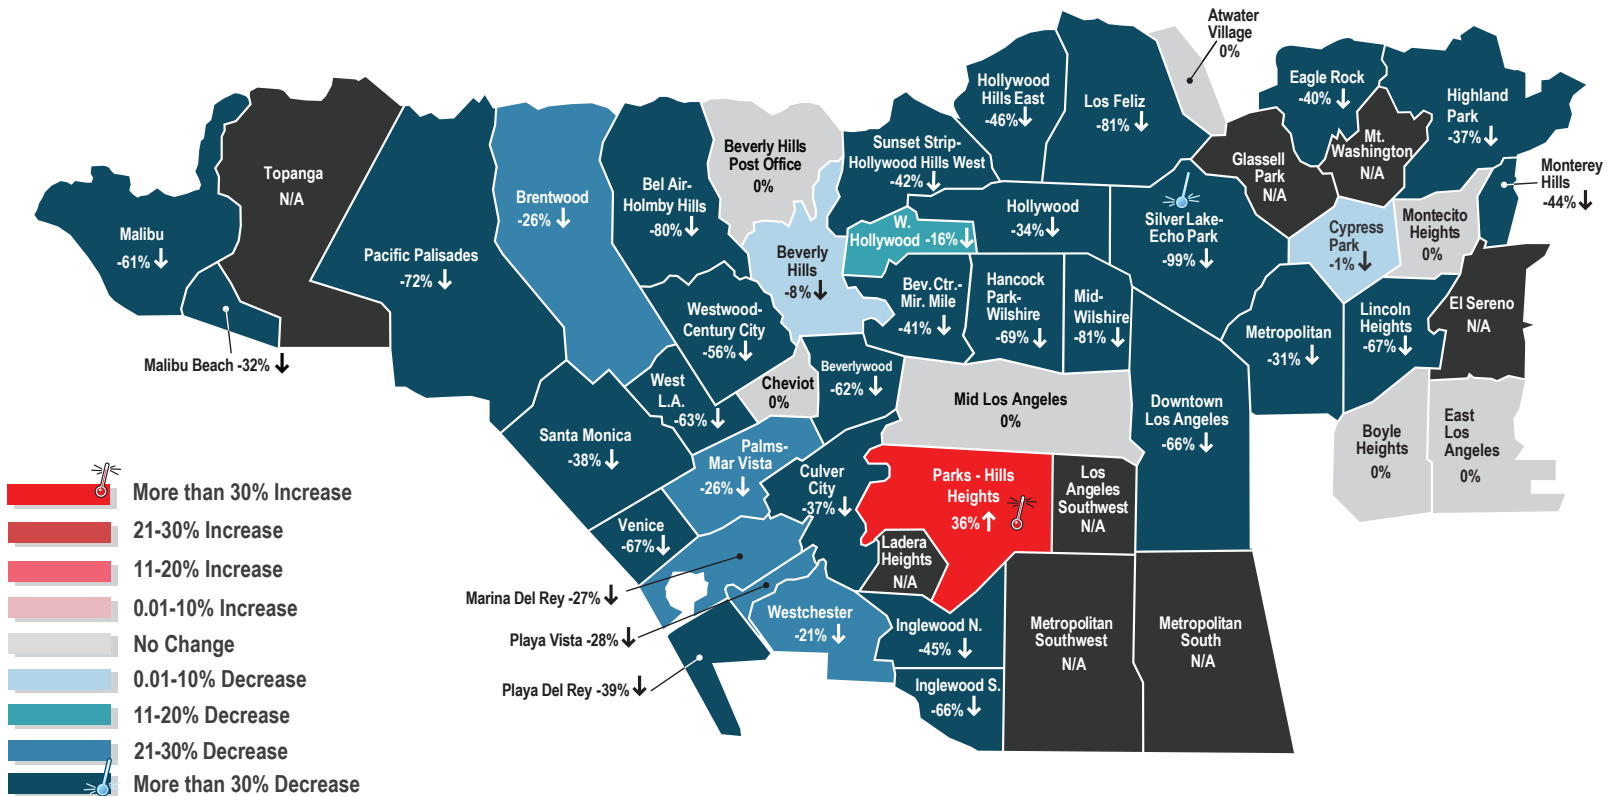 Atwater
Village
0%
Hollywood
Hills East
-46%
Los Feliz
-81%
Eagle Rock
-40%
Highland
Park
-37%
Mt.
Washington
N/A
Glassell
Park
N/A
Monterey
Hills
-44%
Topanga
N/A
Beverly Hills
Post Office
0%
Sunset Strip-
Hollywood Hills West
-42%
Brentwood
-26%
Bel Air-
Holmby Hills
-80%
Malibu
-61%
Pacific Palisades
-72%
Beverly
Hills
-8%
W.
Hollywood -16%
Hollywood
-34%
Silver Lake-
Echo Park
-99%
Cypress
Park
-1%
Montecito
Heights
0%
Malibu Beach -32%
Westwood-
Century City
-56%
Bev. Ctr.-
Mir. Mile
-41%
Hancock
Park-
Wilshire
-69%
Mid-
Wilshire
-81%
Metropolitan
-31%
Lincoln
Heights
-67%
El Sereno
N/A
West
L.A.
-63%
Cheviot
0%
Beverlywood
-62%
Mid Los Angeles
0%
Downtown
Los Angeles
-66%
Boyle
Heights
0%
East
Los
Angeles
0%
Santa Monica
-38%
Palms-
Mar Vista
-26%
Culver
City
-37%
Parks - Hills
Heights
36%
Los
Angeles
Southwest
N/A
Venice
-67%
Ladera
Heights
N/A
Marina Del Rey -27%
Playa Vista -28%
Playa Del Rey -39%
Westchester
-21%
Inglewood N.
-45%
Inglewood S.
-66%
Metropolitan
Southwest
N/A
Metropolitan
South
N/A
More than 30% Increase
21-30% Increase
11-20% Increase
0.01-10% Increase
No Change
0.01-10% Decrease
11-20% Decrease
21-30% Decrease
More than 30% Decrease